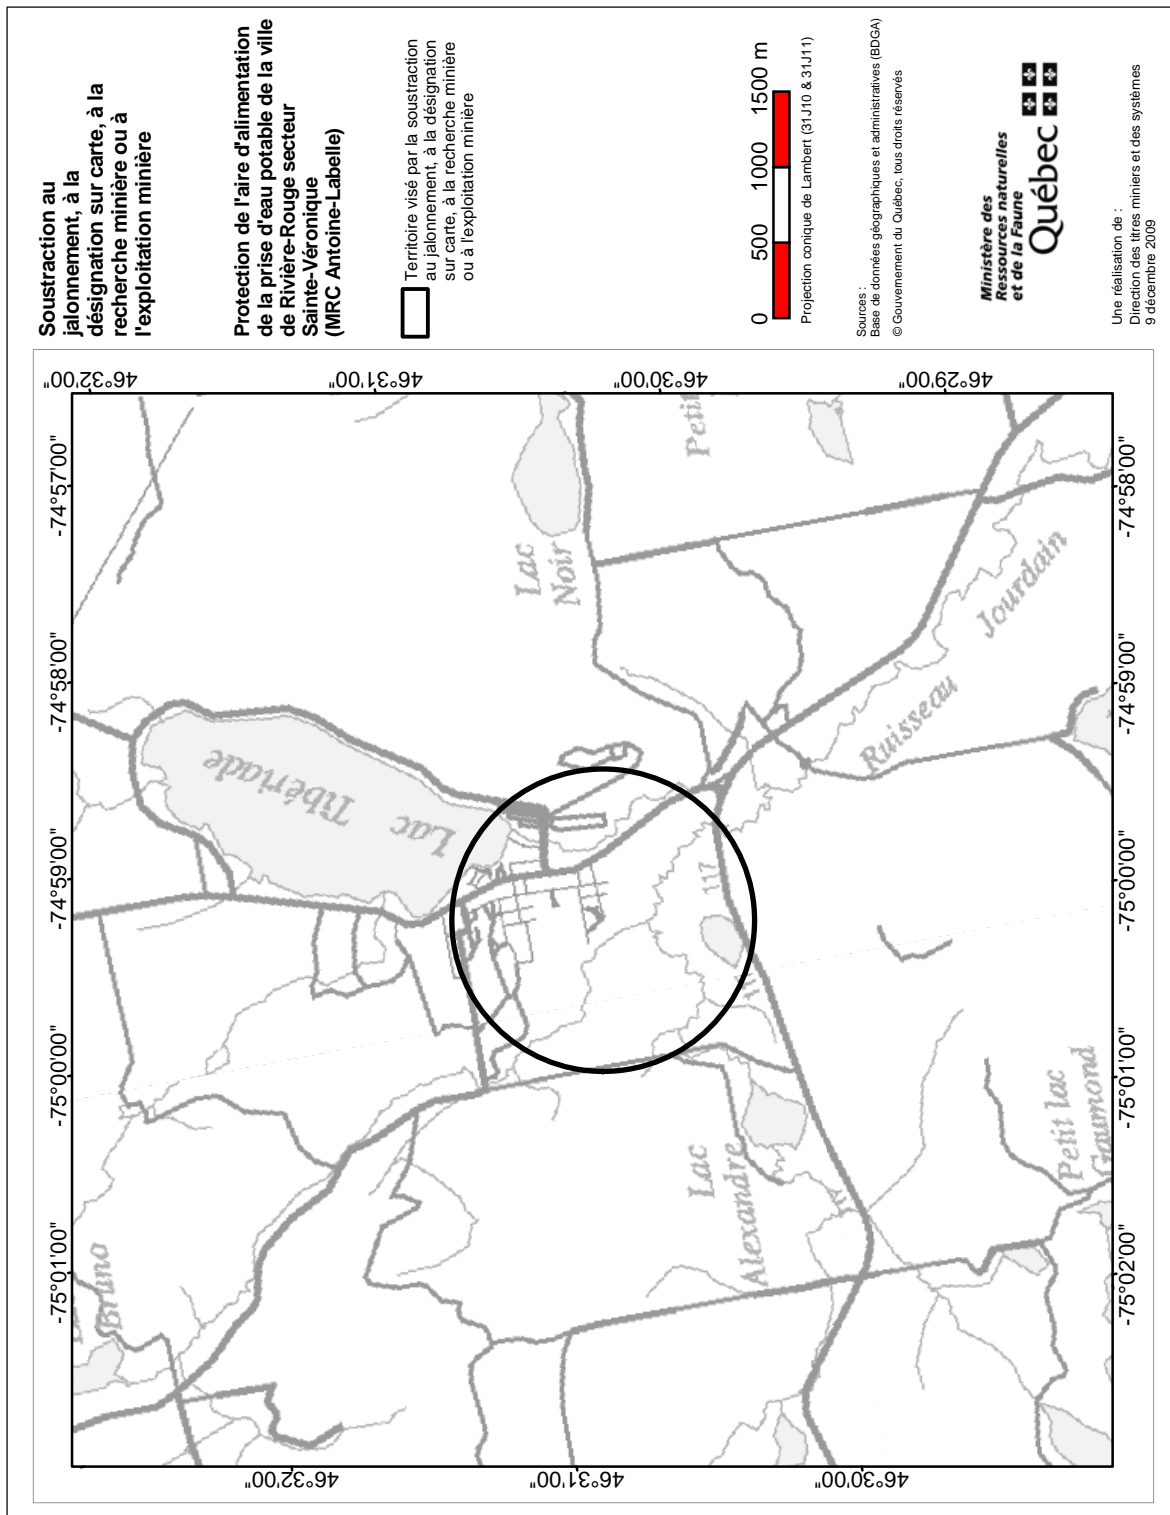 Soustraction au
jalonnement, à la
désignation sur carte, à la
recherche minière ou à
l'exploitation minière
Protection de l'aire d'alimentation
de la prise d'eau potable de la ville
de Rivière-Rouge secteur
Sainte-Véronique
(MRC Antoine-Labelle)
Territoire visé par la soustraction
au jalonnement, à la désignation
sur carte, à la recherche minière
ou à l'exploitation minière
0 500 1000 1500 m
Projection conique de Lambert (31J10 & 31J11)
Sources :
Base de données géographiques et administratives (BDGA)
© Gouvernement du Québec, tous droits réservés
Ministère des
Ressources naturelles
et de la Faune
Québec
Une réalisation de :
Direction des titres miniers et des systèmes
9 décembre 2009
-75°01'00"
-75°00'00"
-74°59'00"
-74°58'00"
-74°57'00"
46°32'00"
46°31'00"
46°30'00"
46°29'00"
46°32'00"
46°31'00"
46°30'00"
-75°02'00"
-75°01'00"
-75°00'00"
-74°59'00"
-74°58'00"
Bruno
Lac
Tibériade
Lac
Noir
Petit
Lac
Alexandre
117
Ruisseau
Jourdain
Petit lac
Gaumond